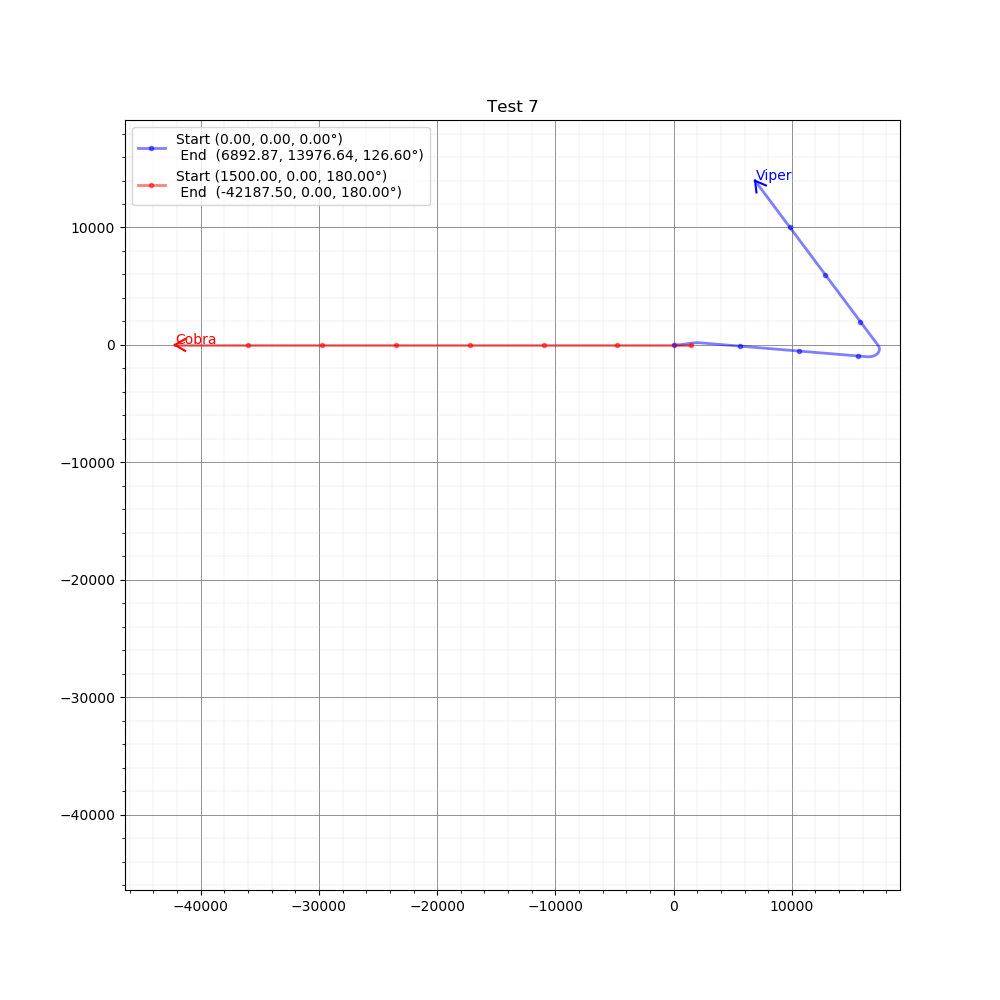 Test 7
Start (0.00, 0.00, 0.00°)
End (6892.87, 13976.64, 126.60°)
Start (1500.00, 0.00, 180.00°)
End (-42187.50, 0.00, 180.00°)
Viper
Cobra
10000
0
−10000
−20000
−30000
−40000
−40000
−30000
−20000
−10000
0
10000